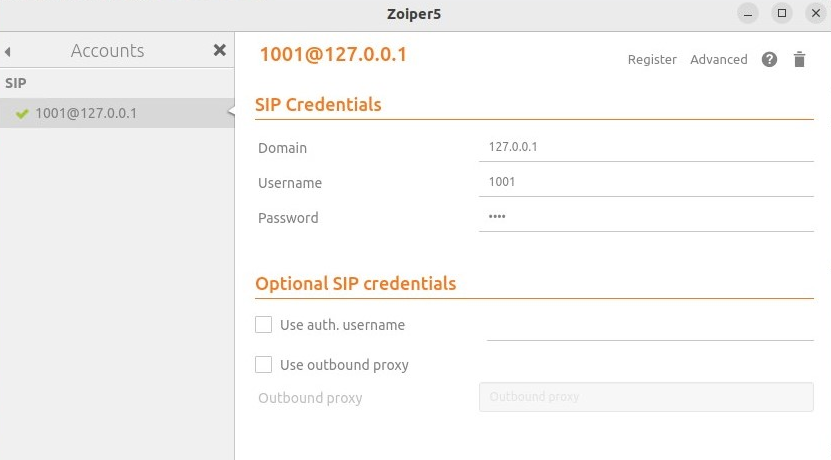 Zoiper5
Accounts
SIP
1001@127.0.0.1
1001@127.0.0.1
Register Advanced ?
SIP Credentials
Domain 127.0.0.1
Username 1001
Password ••••
Optional SIP credentials
Use auth. username
Use outbound proxy
Outbound proxy Outbound proxy